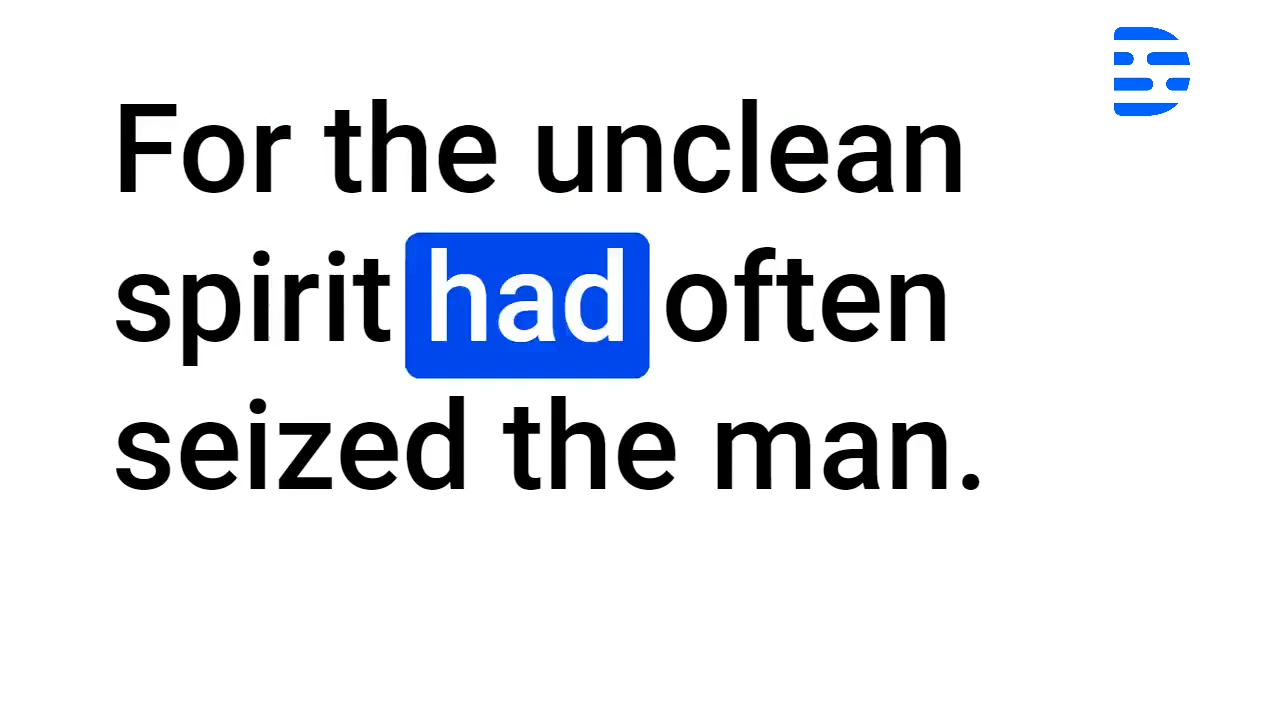 For the unclean
spirit had often
seized the man.